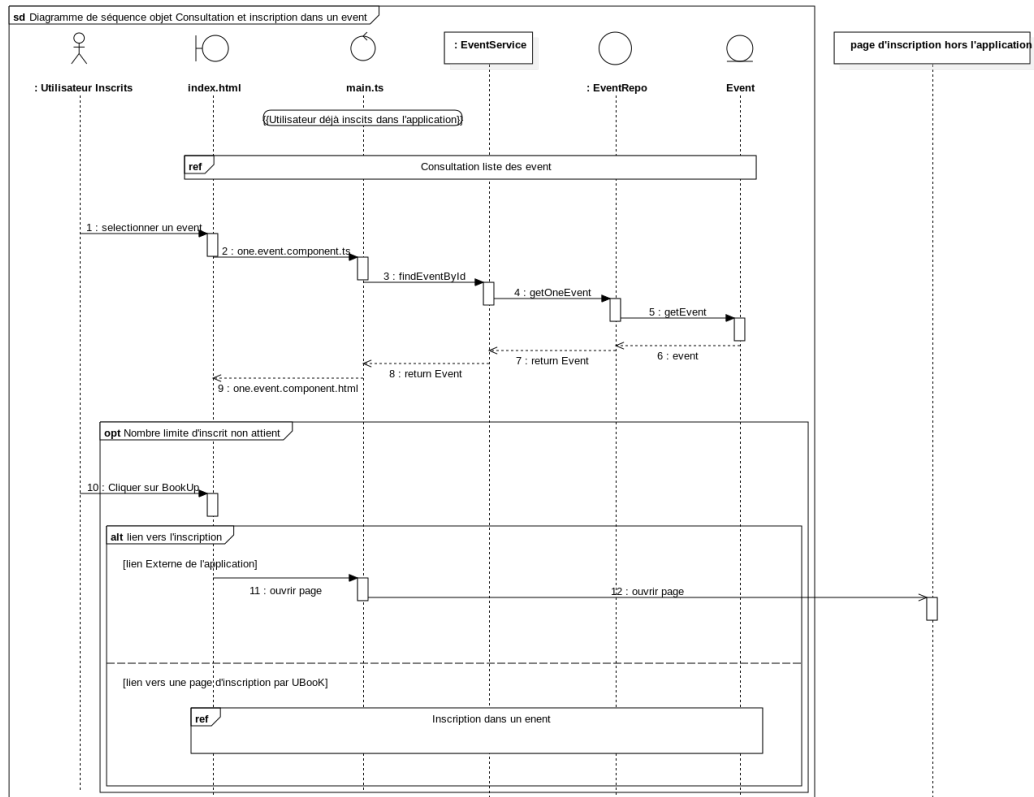 sd Diagramme de séquence objet Consultation et inscription dans un event
: EventService
page d'inscription hors l'application
: Utilisateur Inscrits
index.html
main.ts
: EventRepo
Event
{{Utilisateur déjà inscits dans l'application}}
ref
Consultation liste des event
1 : selectionner un event
2 : one.event.component.ts
3 : findEventById
4 : getOneEvent
5 : getEvent
6 : event
7 : return Event
8 : return Event
9 : one.event.component.html
opt Nombre limite d'inscrit non attient
10 : Cliquer sur BookUp
alt lien vers l'inscription
[lien Externe de l'application]
11 : ouvrir page
12 : ouvrir page
[lien vers une page d'inscription par UBooK]
ref
Inscription dans un enent